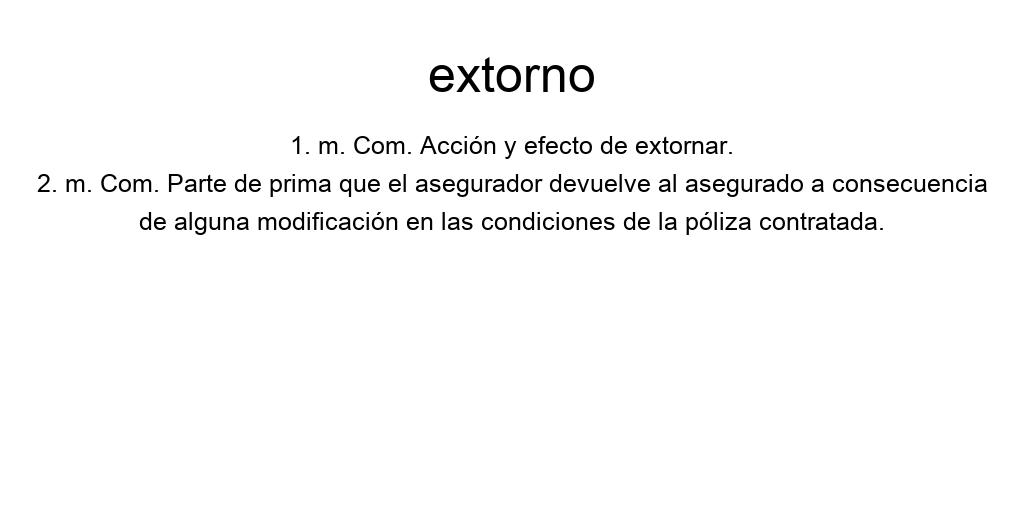 extorno
1. m. Com. Acción y efecto de extornar.
2. m. Com. Parte de prima que el asegurador devuelve al asegurado a consecuencia
de alguna modificación en las condiciones de la póliza contratada.